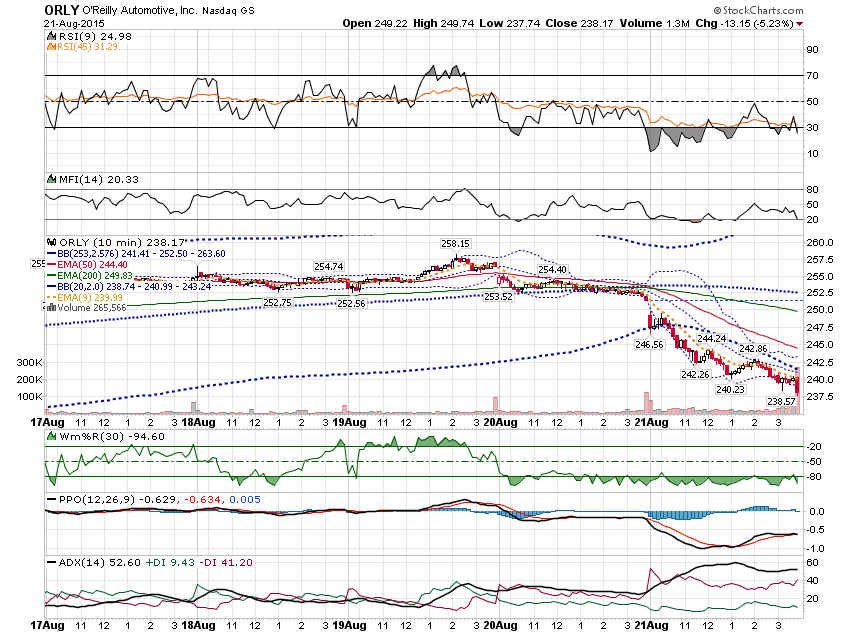 ORLY O'Reilly Automotive, Inc. Nasdaq GS
© StockCharts.com
21-Aug-2015
Open 249.22 High 249.74 Low 237.74 Close 238.17 Volume 1.3M Chg -13.15 (-5.23%)
RSI(9) 24.98
RSI(45) 31.29
90
70
50
30
10
MFI(14) 20.33
80
50
20
ORLY (10 min) 238.17
BB(253,2.576) 241.41 - 252.50 - 263.60
EMA(50) 244.40
EMA(200) 249.83
BB(20,2.0) 238.74 - 240.99 - 243.24
EMA(9) 239.99
Volume 265,566
255
252.75
254.74
252.56
258.15
253.52
254.40
246.56
242.26
244.24
240.23
242.86
238.57
260.0
257.5
255.0
252.5
250.0
247.5
245.0
242.5
240.0
237.5
300K
200K
100K
17Aug 11 12 1 2 3 18Aug 11 12 1 2 3 19Aug 11 12 1 2 3 20Aug 11 12 1 2 3 21Aug 11 12 1 2 3
Wm%R(30) -94.60
-20
-50
-80
PPO(12,26,9) -0.629, -0.634, 0.005
0.0
-0.5
-1.0
ADX(14) 52.60 +DI 9.43 -DI 41.20
60
40
20
17Aug 11 12 1 2 3 18Aug 11 12 1 2 3 19Aug 11 12 1 2 3 20Aug 11 12 1 2 3 21Aug 11 12 1 2 3